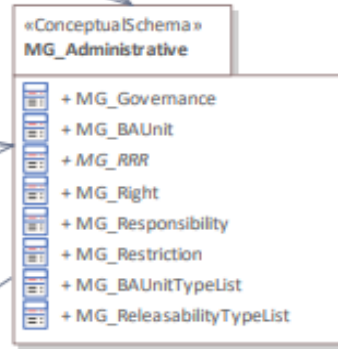 «ConceptualSchema»
MG_Administrative
+ MG_Governance
+ MG_BAUnit
+ MG_RRR
+ MG_Right
+ MG_Responsibility
+ MG_Restriction
+ MG_BAUnitTypeList
+ MG_ReleasabilityTypeList